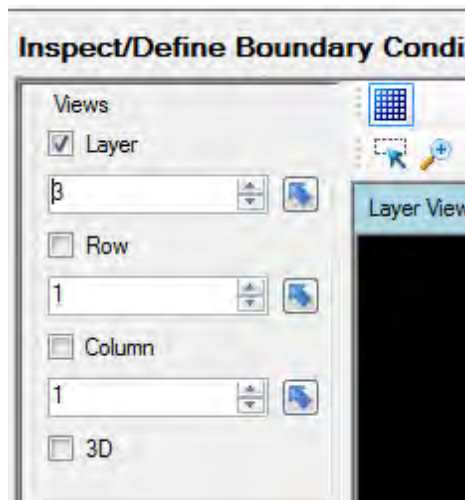 Inspect/Define Boundary Condi
Views
Layer
3
Layer View
Row
1
Column
1
3D